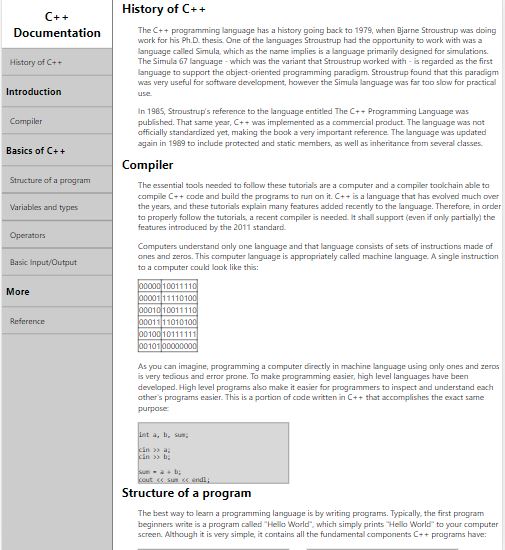 C++
Documentation
History of C++
Introduction
Compiler
Basics of C++
Structure of a program
Variables and types
Operators
Basic Input/Output
More
Reference
History of C++
The C++ programming language has a history going back to 1979, when Bjarne Stroustrup was doing
work for his Ph.D. thesis. One of the languages Stroustrup had the opportunity to work with was a
language called Simula, which as the name implies is a language primarily designed for simulations.
The Simula 67 language - which was the variant that Stroustrup worked with - is regarded as the first
language to support the object-oriented programming paradigm. Stroustrup found that this paradigm
was very useful for software development, however the Simula language was far too slow for practical
use.
In 1985, Stroustrup's reference to the language entitled The C++ Programming Language was
published. That same year, C++ was implemented as a commercial product. The language was not
officially standardized yet, making the book a very important reference. The language was updated
again in 1989 to include protected and static members, as well as inheritance from several classes.
Compiler
The essential tools needed to follow these tutorials are a computer and a compiler toolchain able to
compile C++ code and build the programs to run on it. C++ is a language that has evolved much over
the years, and these tutorials explain many features added recently to the language. Therefore, in order
to properly follow the tutorials, a recent compiler is needed. It shall support (even if only partially) the
features introduced by the 2011 standard.
Computers understand only one language and that language consists of sets of instructions made of
ones and zeros. This computer language is appropriately called machine language. A single instruction
to a computer could look like this:
00000 10011110
00001 11110100
00010 10011110
00011 11010100
00100 10111111
00101 00000000
As you can imagine, programming a computer directly in machine language using only ones and zeros
is very tedious and error prone. To make programming easier, high level languages have been
developed. High level programs also make it easier for programmers to inspect and understand each
other's programs easier. This is a portion of code written in C++ that accomplishes the exact same
purpose:
int a, b, sum;
cin >> a;
cin >> b;
sum = a + b;
cout << sum << endl;
Structure of a program
The best way to learn a programming language is by writing programs. Typically, the first program
beginners write is a program called "Hello World", which simply prints "Hello World" to your computer
screen. Although it is very simple, it contains all the fundamental components C++ programs have: